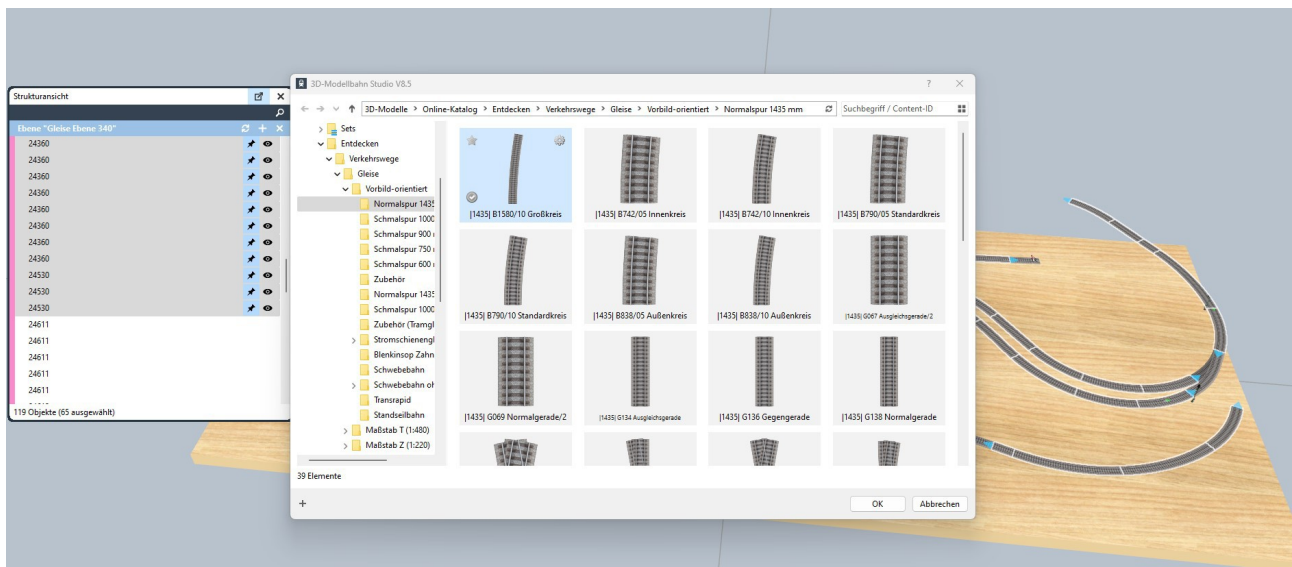 Strukturansicht
Ebene "Gleise Ebene 340"
24360
24360
24360
24360
24360
24360
24360
24360
24530
24530
24530
24611
24611
24611
24611
24611
119 Objekte (65 ausgewählt)
3D-Modellbahn Studio V8.5
3D-Modelle > Online-Katalog > Entdecken > Verkehrswege > Gleise > Vorbild-orientiert > Normalspur 1435 mm
Suchbegriff / Content-ID
Sets
Entdecken
Verkehrswege
Gleise
Vorbild-orientiert
Normalspur 1435
Schmalspur 1000
Schmalspur 900
Schmalspur 750
Schmalspur 600
Zubehör
Normalspur 1435
Schmalspur 1000
Zubehör (Tramgl
Stromschienengl
Blenkinsop Zahn
Schwebebahn
Schwebebahn oh
Transrapid
Standseilbahn
Maßstab T (1:480)
Maßstab Z (1:220)
|1435| B1580/10 Großkreis
|1435| B742/05 Innenkreis
|1435| B742/10 Innenkreis
|1435| B790/05 Standardkreis
|1435| B790/10 Standardkreis
|1435| B838/05 Außenkreis
|1435| B838/10 Außenkreis
|1435| G067 Ausgleichsgerade/2
|1435| G069 Normalgerade/2
|1435| G134 Ausgleichsgerade
|1435| G136 Gegengerade
|1435| G138 Normalgerade
39 Elemente
OK
Abbrechen